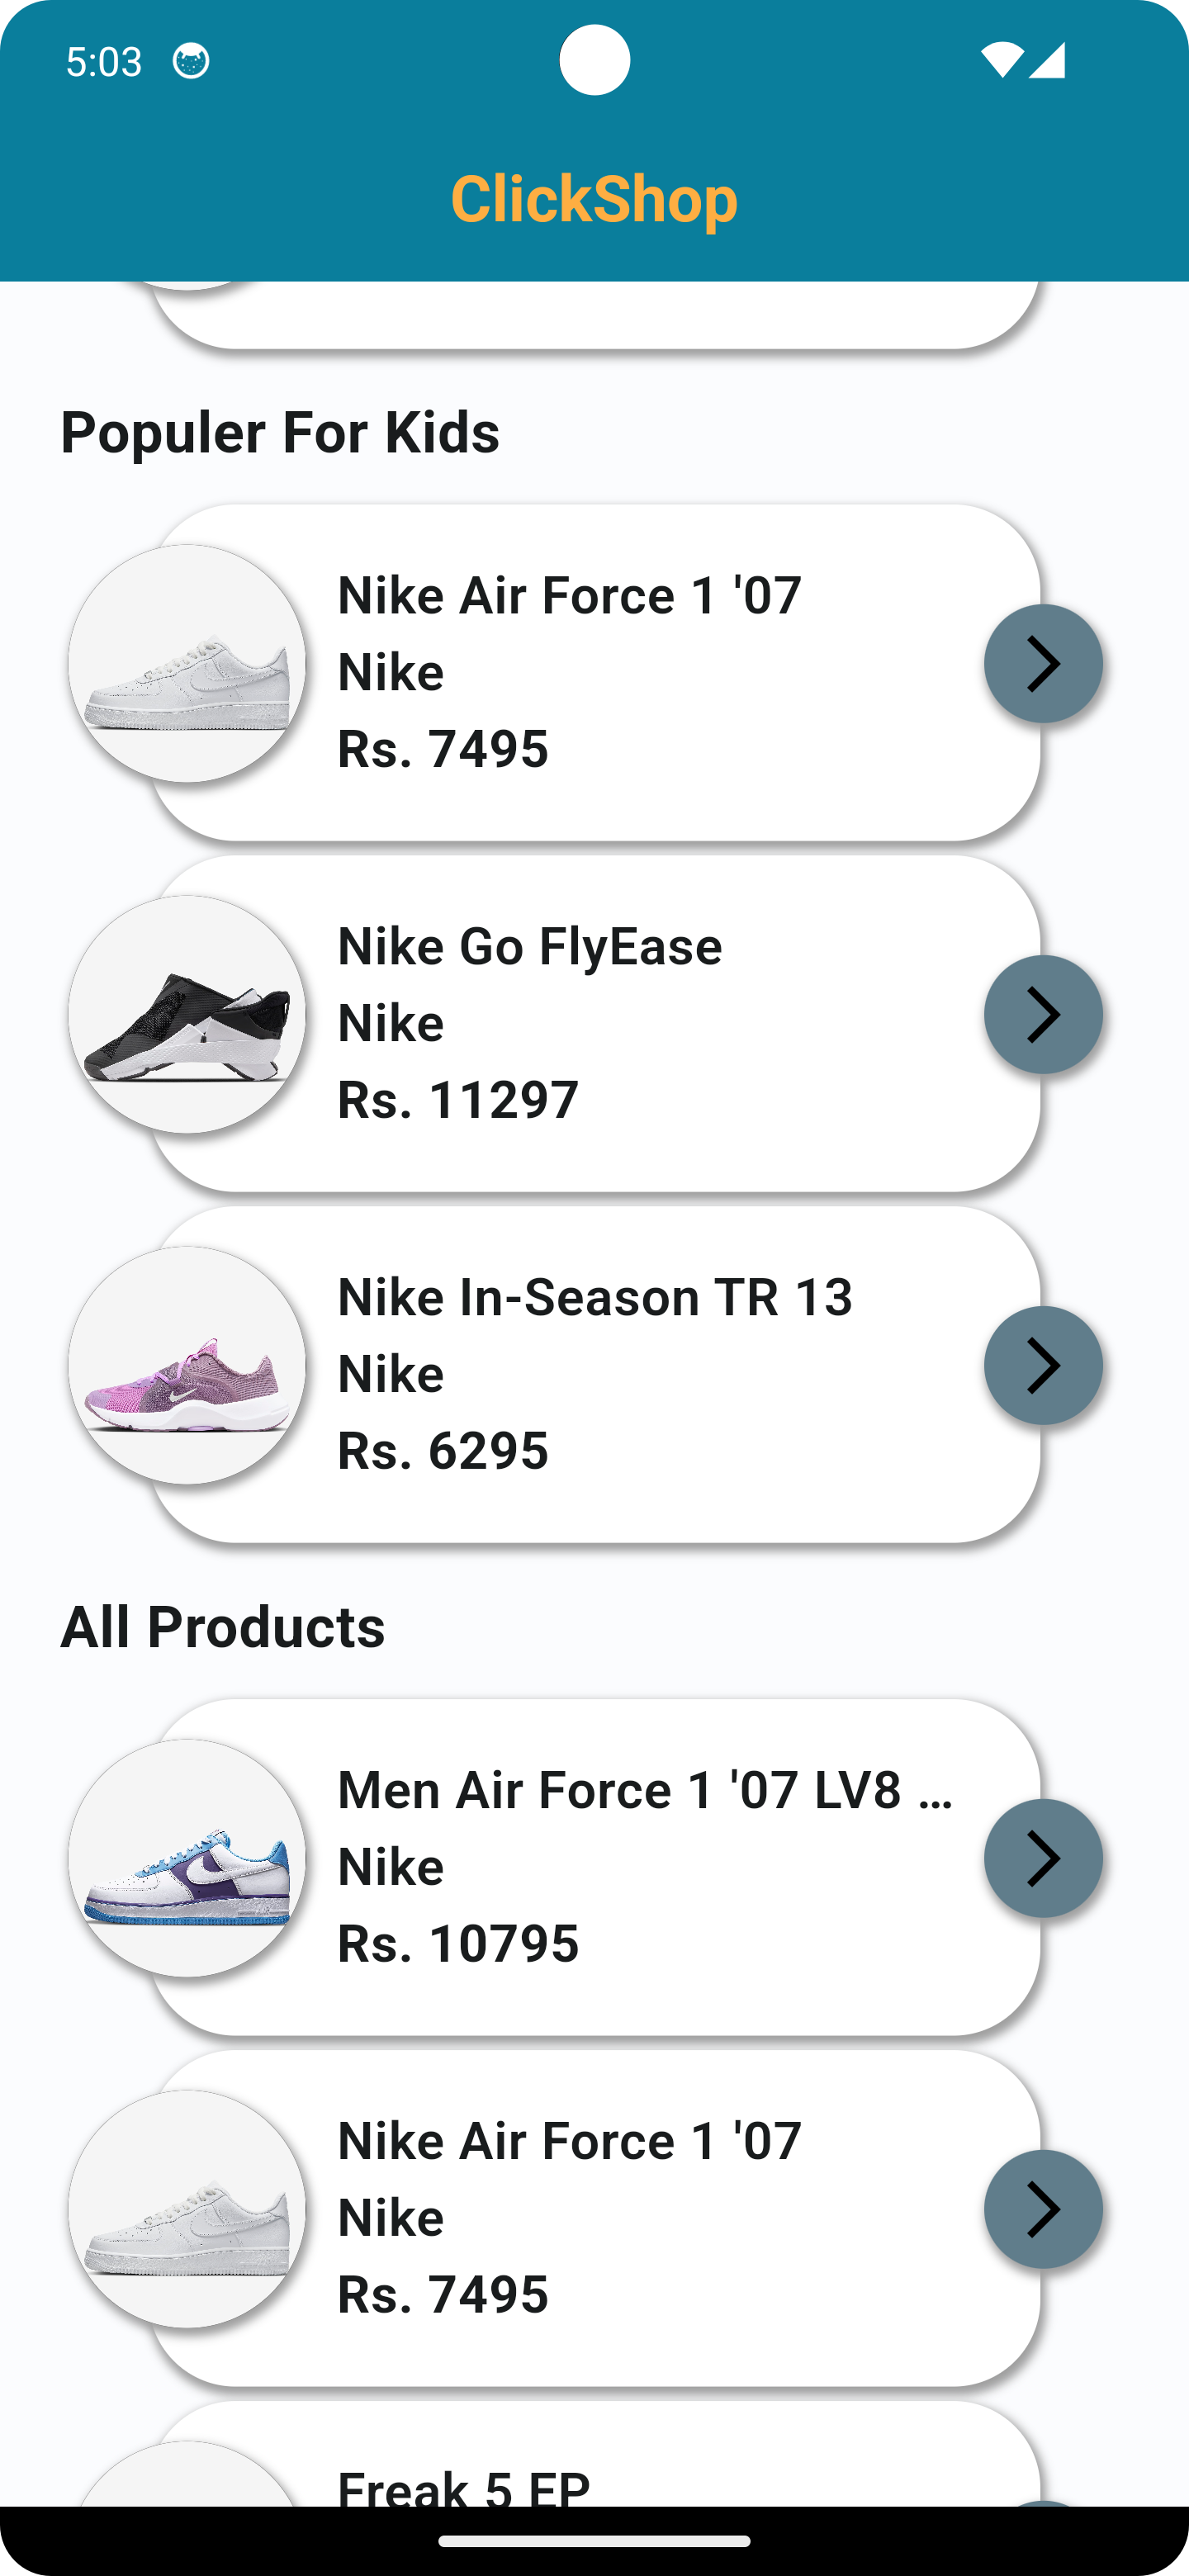 5:03
ClickShop
Populer For Kids
Nike Air Force 1 '07
Nike
Rs. 7495
Nike Go FlyEase
Nike
Rs. 11297
Nike In-Season TR 13
Nike
Rs. 6295
All Products
Men Air Force 1 '07 LV8 ...
Nike
Rs. 10795
Nike Air Force 1 '07
Nike
Rs. 7495
Freak 5 EP